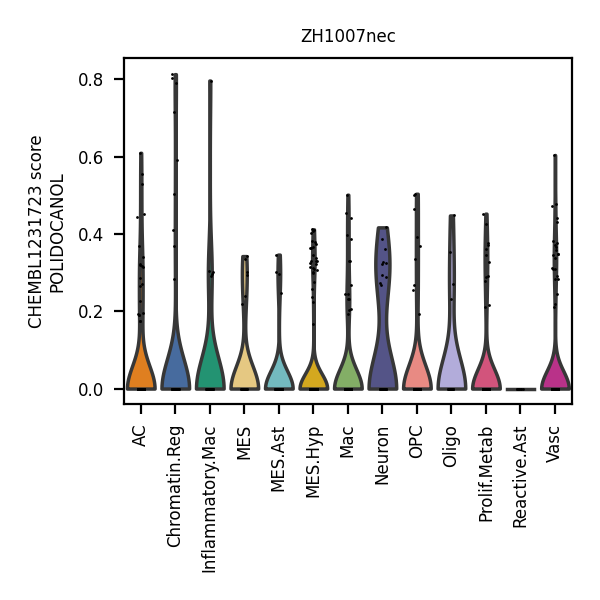 ZH1007nec
CHEMBL1231723 score
POLIDOCANOL
0.8
0.6
0.4
0.2
0.0
AC
Chromatin.Reg
Inflammatory.Mac
MES
MES.Ast
MES.Hyp
Mac
Neuron
OPC
Oligo
Prolif.Metab
Reactive.Ast
Vasc